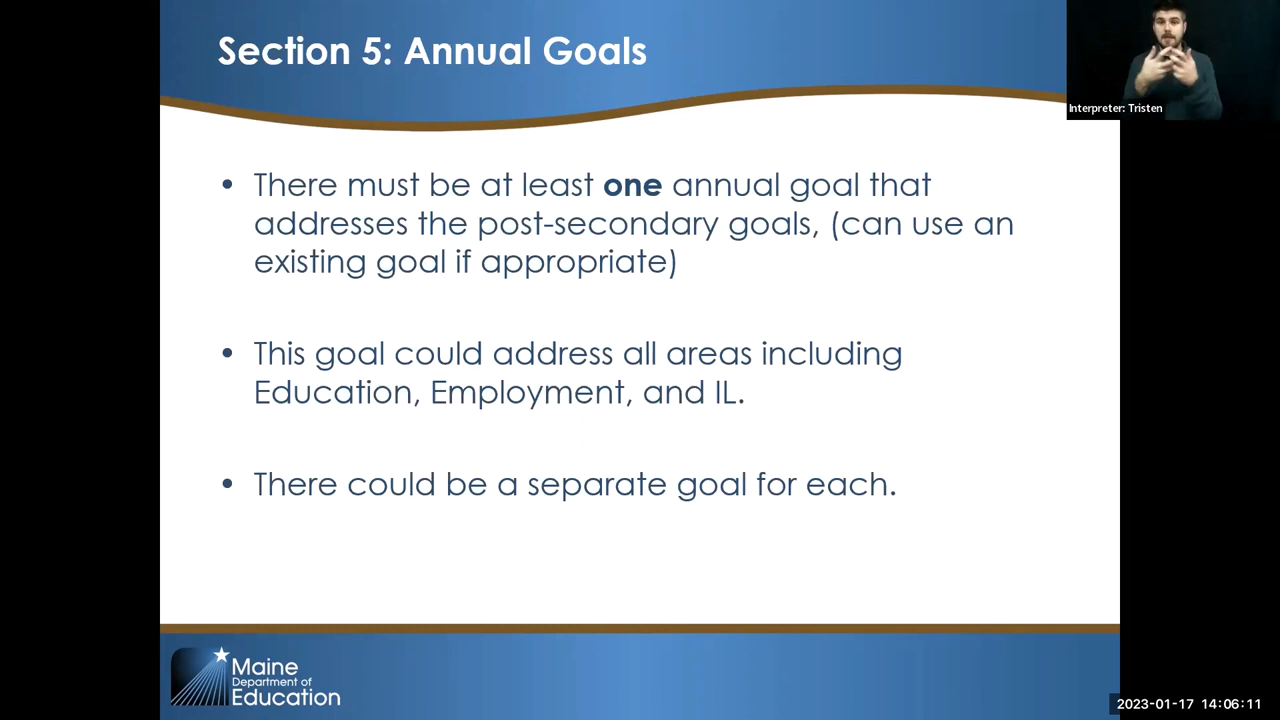 Section 5: Annual Goals
Interpreter: Tristen
• There must be at least one annual goal that
addresses the post-secondary goals, (can use an
existing goal if appropriate)
• This goal could address all areas including
Education, Employment, and IL.
• There could be a separate goal for each.
Maine
Department of
Education
2023-01-17 14:06:11